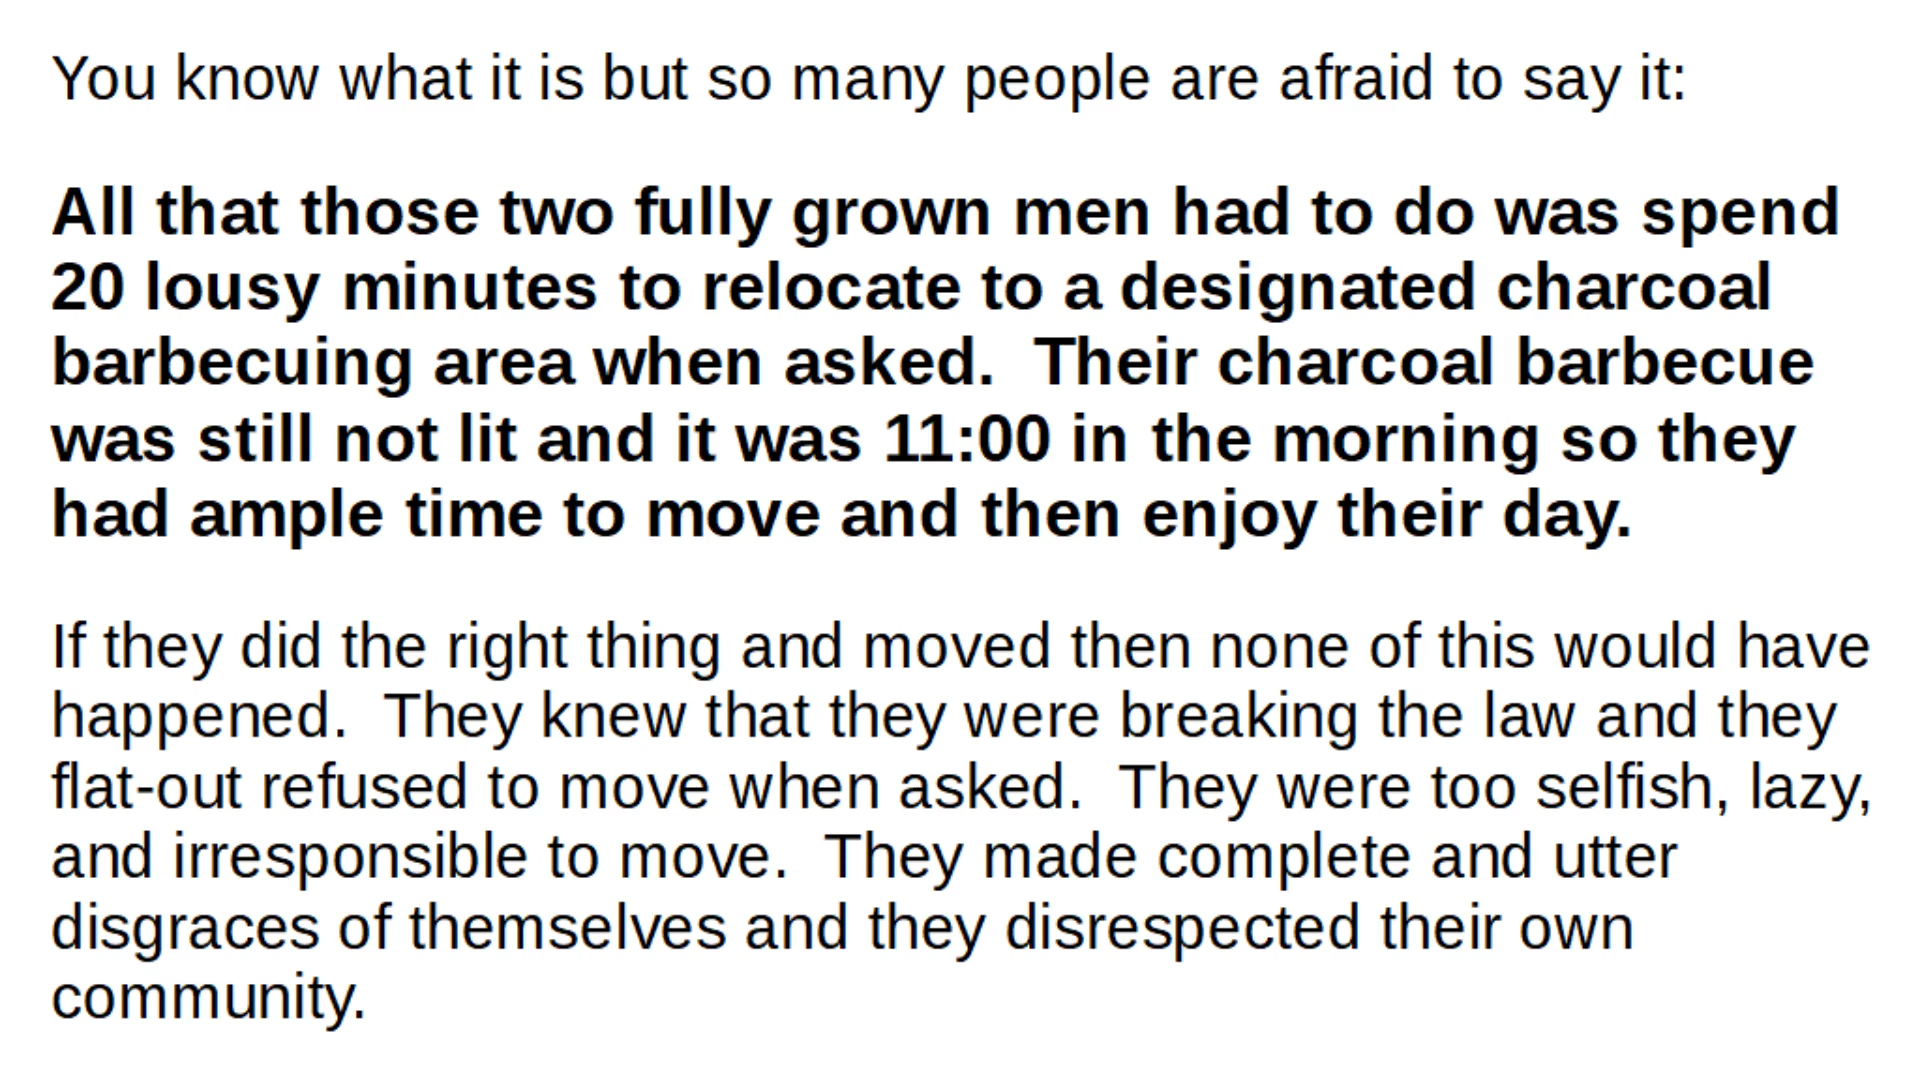 You know what it is but so many people are afraid to say it:
All that those two fully grown men had to do was spend
20 lousy minutes to relocate to a designated charcoal
barbecuing area when asked.  Their charcoal barbecue
was still not lit and it was 11:00 in the morning so they
had ample time to move and then enjoy their day.
If they did the right thing and moved then none of this would have
happened.  They knew that they were breaking the law and they
flat-out refused to move when asked.  They were too selfish, lazy,
and irresponsible to move.  They made complete and utter
disgraces of themselves and they disrespected their own
community.